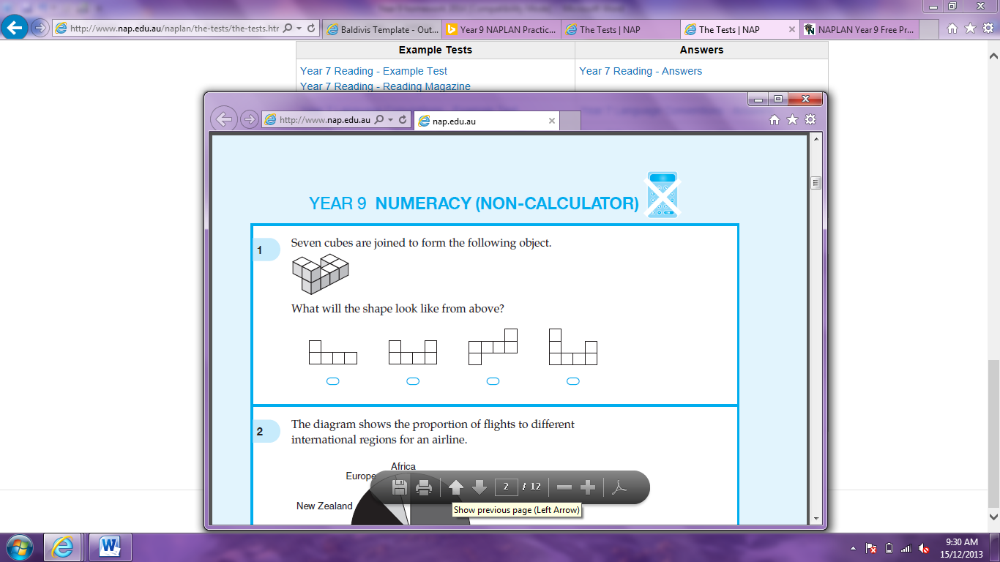 http://www.nap.edu.au/naplan/the-tests/the-tests.htr
Baldivis Template - Out...
Year 9 NAPLAN Practic...
The Tests | NAP
The Tests | NAP
NAPLAN Year 9 Free Pr...
Example Tests
Answers
Year 7 Reading - Example Test
Year 7 Reading - Answers
Year 7 Reading - Reading Magazine
http://www.nap.edu.au
nap.edu.au
YEAR 9 NUMERACY (NON-CALCULATOR)
1
Seven cubes are joined to form the following object.
What will the shape look like from above?
2
The diagram shows the proportion of flights to different
international regions for an airline.
Africa
Europe
New Zealand
2 / 12
Show previous page (Left Arrow)
9:30 AM
15/12/2013